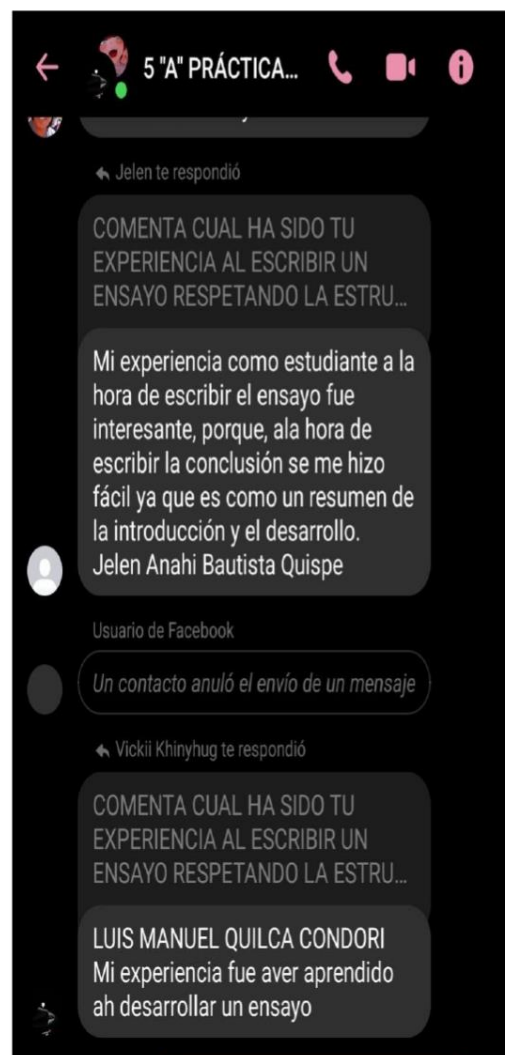 5 "A" PRÁCTICA...
Jelen te respondió
COMENTA CUAL HA SIDO TU
EXPERIENCIA AL ESCRIBIR UN
ENSAYO RESPETANDO LA ESTRU...
Mi experiencia como estudiante a la
hora de escribir el ensayo fue
interesante, porque, ala hora de
escribir la conclusión se me hizo
fácil ya que es como un resumen de
la introducción y el desarrollo.
Jelen Anahi Bautista Quispe
Usuario de Facebook
Un contacto anuló el envío de un mensaje
Vickii Khinyhug te respondió
COMENTA CUAL HA SIDO TU
EXPERIENCIA AL ESCRIBIR UN
ENSAYO RESPETANDO LA ESTRU...
LUIS MANUEL QUILCA CONDORI
Mi experiencia fue aver aprendido
ah desarrollar un ensayo